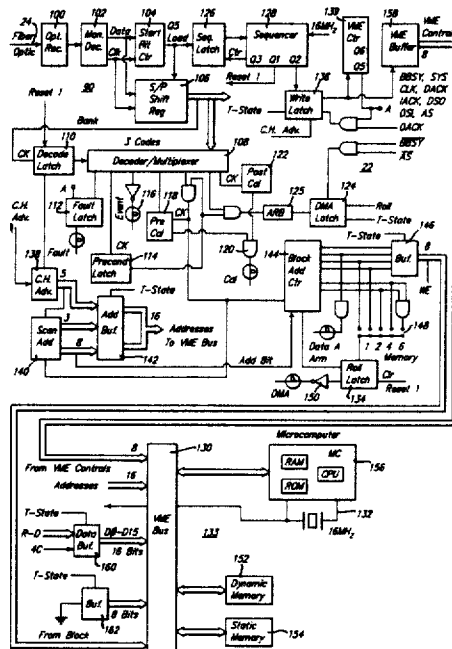 24
Fiber
Optic
100
Opt. Rec.
102
Man. Dec.
Data
Clk
104
Start Bit Ctr
Q5
Load
126
Seq. Latch
Ctr
128
Sequencer
Q3 Q1 Q2
16MHz
139
VME Ctr
Q6
Q5
158
VME Buffer
VME Control
BBSY, SYS
CLK, DACK
IACK, DSO
DSL AS
90
106
S/P Shift Reg
Reset 1
T-State
136
Write Latch
C.H. Adv.
A
DACK
Reset 1
Bank
110
CK
Decode Latch
3 Codes
108
Decoder/Multiplexer
CK
122
Post Cal
22
BBSY
AS
A
112
Fault Latch
Fault
Event
116
118
Pre Cal
CK
125
ARB
124
DMA Latch
Roll
T-State
C.H. Adv.
138
C.H. Adv.
5
CK
114
Precond Latch
120
Cal
144
Block Add Ctr
T-State
146
Buf.
8
WE
T-State
3
Add Buf.
16
Addresses
To VME Bus
Scan Add
8
140
142
Add Bit
Data A
Arm
148
1 2 4 6
Memory
DMA
150
Roll Latch
134
Ctr
Reset 1
8
From VME Controls
130
VME Bus
16
Addresses
Microcomputer
RAM
MC
CPU
ROM
156
132
16MHz
133
T-State
R-D
4C
Data Buf.
160
DØ-D15
16 Bits
T-State
Buf.
162
8 Bits
152
Dynamic Memory
From Block
Static Memory
154